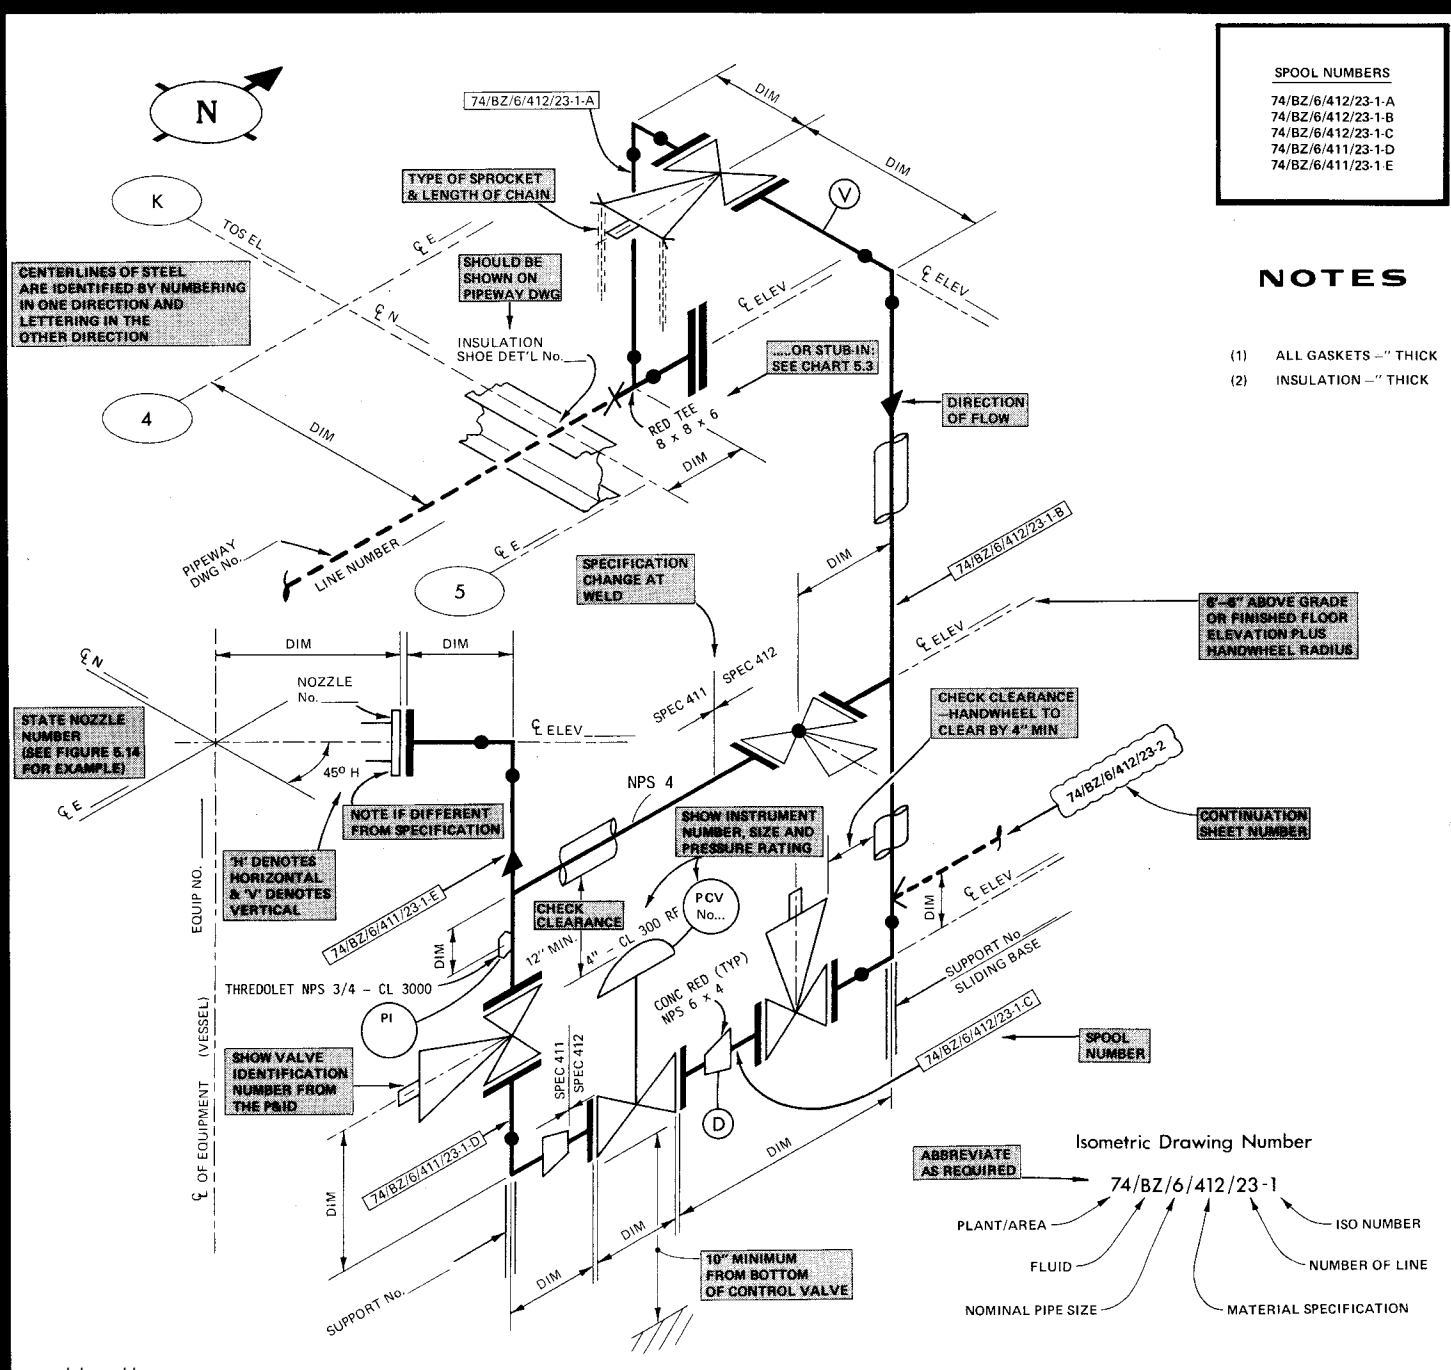 N
74/BZ/6/412/23-1-A
DIM
DIM
SPOOL NUMBERS
74/BZ/6/412/23-1-A
74/BZ/6/412/23-1-B
74/BZ/6/412/23-1-C
74/BZ/6/411/23-1-D
74/BZ/6/411/23-1-E
TYPE OF SPROCKET
& LENGTH OF CHAIN
K
TOS EL
V
℄ E
CENTERLINES OF STEEL
ARE IDENTIFIED BY NUMBERING
IN ONE DIRECTION AND
LETTERING IN THE
OTHER DIRECTION
SHOULD BE
SHOWN ON
PIPEWAY DWG
℄ ELEV
℄ ELEV
NOTES
℄ N
INSULATION
SHOE DET'L No.
.....OR STUB-IN:
SEE CHART 5.3
(1) ALL GASKETS –" THICK
(2) INSULATION –" THICK
4
DIM
RED TEE
8 x 8 x 6
DIM
DIRECTION
OF FLOW
PIPEWAY
DWG No.
LINE NUMBER
℄ E
5
SPECIFICATION
CHANGE AT
WELD
DIM
74/BZ/6/412/23-1-B
6'–6" ABOVE GRADE
OR FINISHED FLOOR
ELEVATION PLUS
HANDWHEEL RADIUS
℄ ELEV
DIM
DIM
℄ N
NOZZLE
No.
SPEC 411
SPEC 412
CHECK CLEARANCE
–HANDWHEEL TO
CLEAR BY 4" MIN
STATE NOZZLE
NUMBER
(SEE FIGURE 5.14
FOR EXAMPLE)
℄ ELEV
45º H
℄ E
NPS 4
74/BZ/6/412/23-2
NOTE IF DIFFERENT
FROM SPECIFICATION
SHOW INSTRUMENT
NUMBER, SIZE AND
PRESSURE RATING
CONTINUATION
SHEET NUMBER
'H' DENOTES
HORIZONTAL
& 'V' DENOTES
VERTICAL
EQUIP NO.
74/BZ/6/411/23-1-E
CHECK
CLEARANCE
PCV
No...
℄ ELEV
DIM
DIM
12" MIN.
4" – CL 300 RF
SUPPORT No.
SLIDING BASE
THREDOLET NPS 3/4 – CL 3000
CONC RED (TYP)
NPS 6 x 4
PI
74/BZ/6/412/23-1-C
SPOOL
NUMBER
SHOW VALVE
IDENTIFICATION
NUMBER FROM
THE P&ID
SPEC 411
SPEC 412
℄ OF EQUIPMENT (VESSEL)
D
74/BZ/6/411/23-1-D
DIM
DIM
DIM
DIM
SUPPORT No.
10" MINIMUM
FROM BOTTOM
OF CONTROL VALVE
Isometric Drawing Number
ABBREVIATE
AS REQUIRED
74/BZ/6/412/23-1
PLANT/AREA
ISO NUMBER
FLUID
NUMBER OF LINE
NOMINAL PIPE SIZE
MATERIAL SPECIFICATION